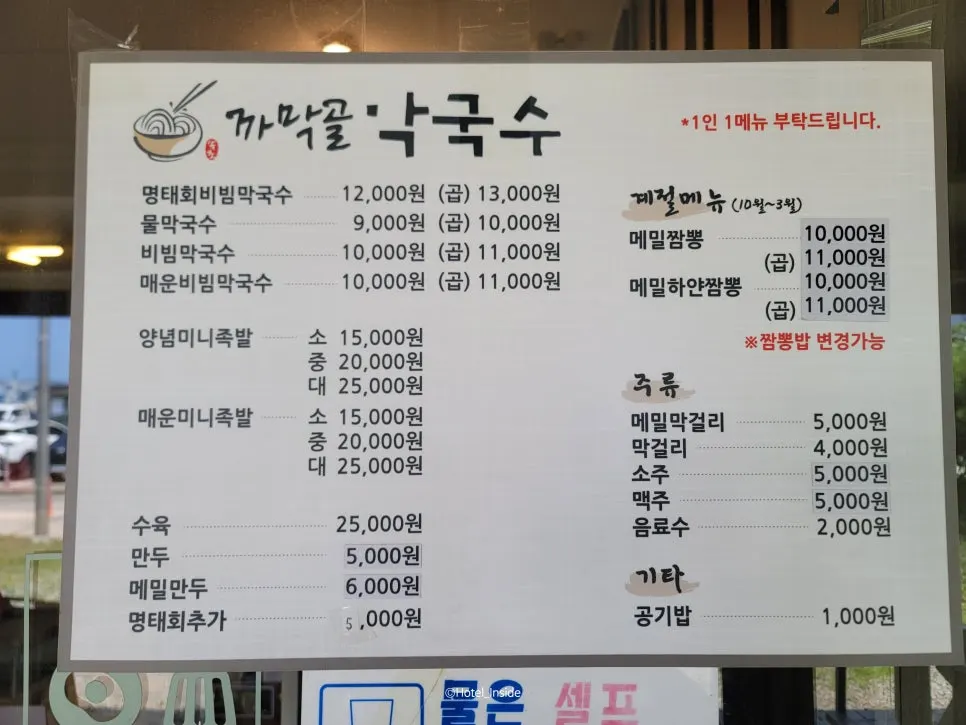 까막골 막국수
*1인 1메뉴 부탁드립니다.
명태회비빔막국수 12,000원 (곱) 13,000원
물막국수 9,000원 (곱) 10,000원
비빔막국수 10,000원 (곱) 11,000원
매운비빔막국수 10,000원 (곱) 11,000원
양념미니족발 소 15,000원
중 20,000원
대 25,000원
매운미니족발 소 15,000원
중 20,000원
대 25,000원
수육 25,000원
만두 5,000원
메밀만두 6,000원
명태회추가 5,000원
계절메뉴 (10월~3월)
메밀짬뽕 10,000원
(곱) 11,000원
메밀하얀짬뽕 10,000원
(곱) 11,000원
※짬뽕밥 변경가능
주류
메밀막걸리 5,000원
막걸리 4,000원
소주 5,000원
맥주 5,000원
음료수 2,000원
기타
공기밥 1,000원
물은 셀프
©Hotel_Inside